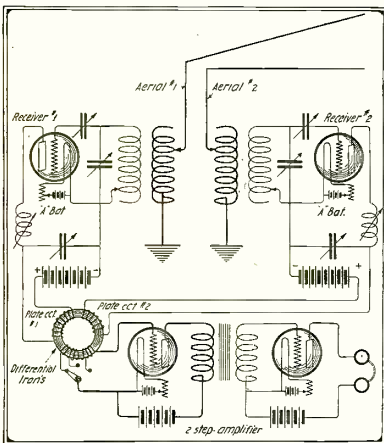 Aerial #1
Aerial #2
Receiver #1
Receiver #2
"A" Bat
"A" Bat.
+ -
- +
Plate cct. #1
Plate cct #2
Differential
Trans
2 step amplifier